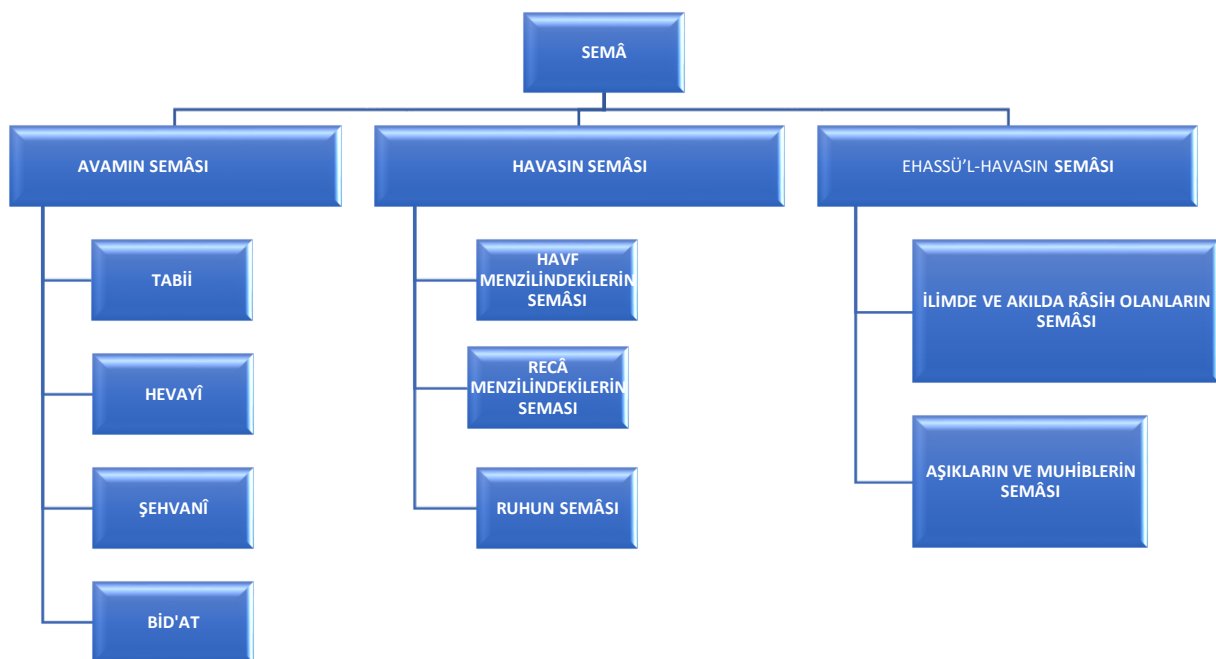 SEMÂ
AVAMIN SEMÂSI
TABİİ
HEVAYÎ
ŞEHVANÎ
BİD'AT
HAVASIN SEMÂSI
HAVF
MENZİLİNDEKİLERİN
SEMÂSI
RECÂ
MENZİLİNDEKİLERİN
SEMASI
RUHUN SEMÂSI
EHASSÜ’L-HAVASIN SEMÂSI
İLİMDE VE AKILDA RÂSİH OLANLARIN
SEMÂSI
AŞIKLARIN VE MUHİBLERİN
SEMÂSI